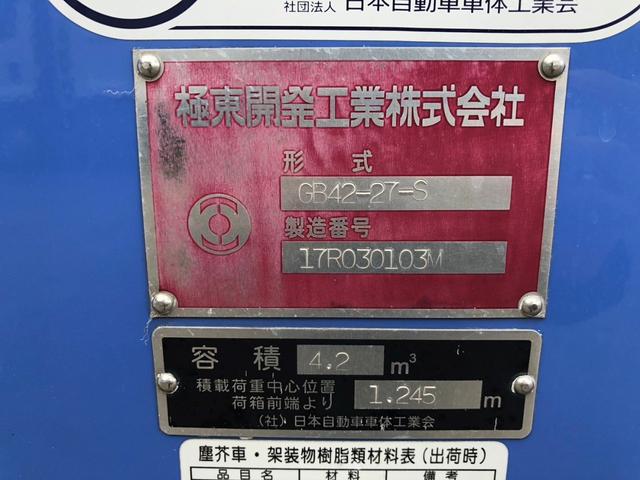 社団法人 日本自動車車体工業会
極東開発工業株式会社
形 式
GB42-27-S
製造番号
17R030103M
容 積 4.2 m³
積載荷重中心位置
荷箱前端より 1.245 m
(社)日本自動車車体工業会
塵芥車・架装物樹脂類材料表(出荷時)
品 目 名 材 料 備 考